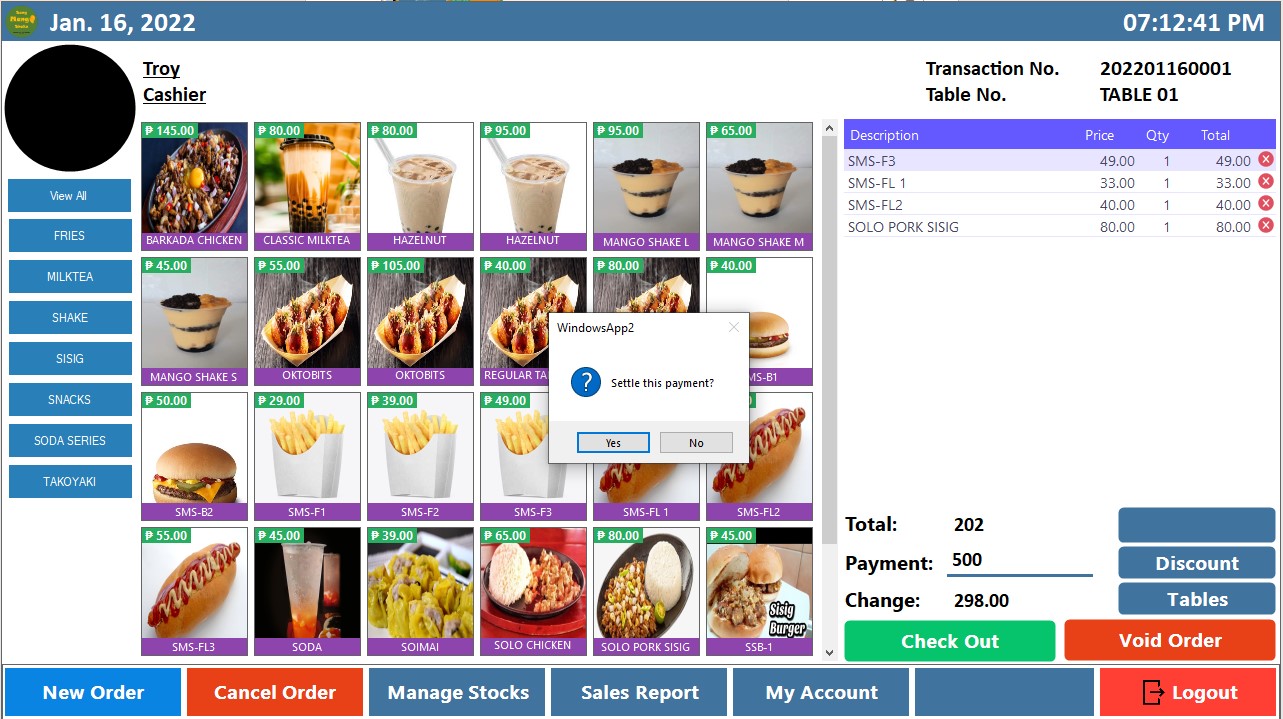 Jan. 16, 2022
07:12:41 PM
Troy
Cashier
Transaction No. 202201160001
Table No. TABLE 01
View All
FRIES
MILKTEA
SHAKE
SISIG
SNACKS
SODA SERIES
TAKOYAKI
₱ 145.00 ₱ 80.00 ₱ 80.00 ₱ 95.00 ₱ 95.00 ₱ 65.00
BARKADA CHICKEN CLASSIC MILKTEA HAZELNUT HAZELNUT MANGO SHAKE L MANGO SHAKE M
₱ 45.00 ₱ 55.00 ₱ 105.00 ₱ 40.00 ₱ 80.00 ₱ 40.00
MANGO SHAKE S OKTOBITS OKTOBITS REGULAR
₱ 50.00 ₱ 29.00 ₱ 39.00 ₱ 49.00
SMS-B2 SMS-F1 SMS-F2 SMS-F3 SMS-FL 1 SMS-FL2
₱ 55.00 ₱ 45.00 ₱ 39.00 ₱ 65.00 ₱ 80.00 ₱ 45.00
Sisig
Burger
SMS-FL3 SODA SOIMAI SOLO CHICKEN SOLO PORK SISIG SSB-1
WindowsApp2
Settle this payment?
Yes No
Description Price Qty Total
SMS-F3 49.00 1 49.00
SMS-FL 1 33.00 1 33.00
SMS-FL2 40.00 1 40.00
SOLO PORK SISIG 80.00 1 80.00
Total: 202
Payment: 500
Change: 298.00
Discount
Tables
Check Out Void Order
New Order Cancel Order Manage Stocks Sales Report My Account Logout